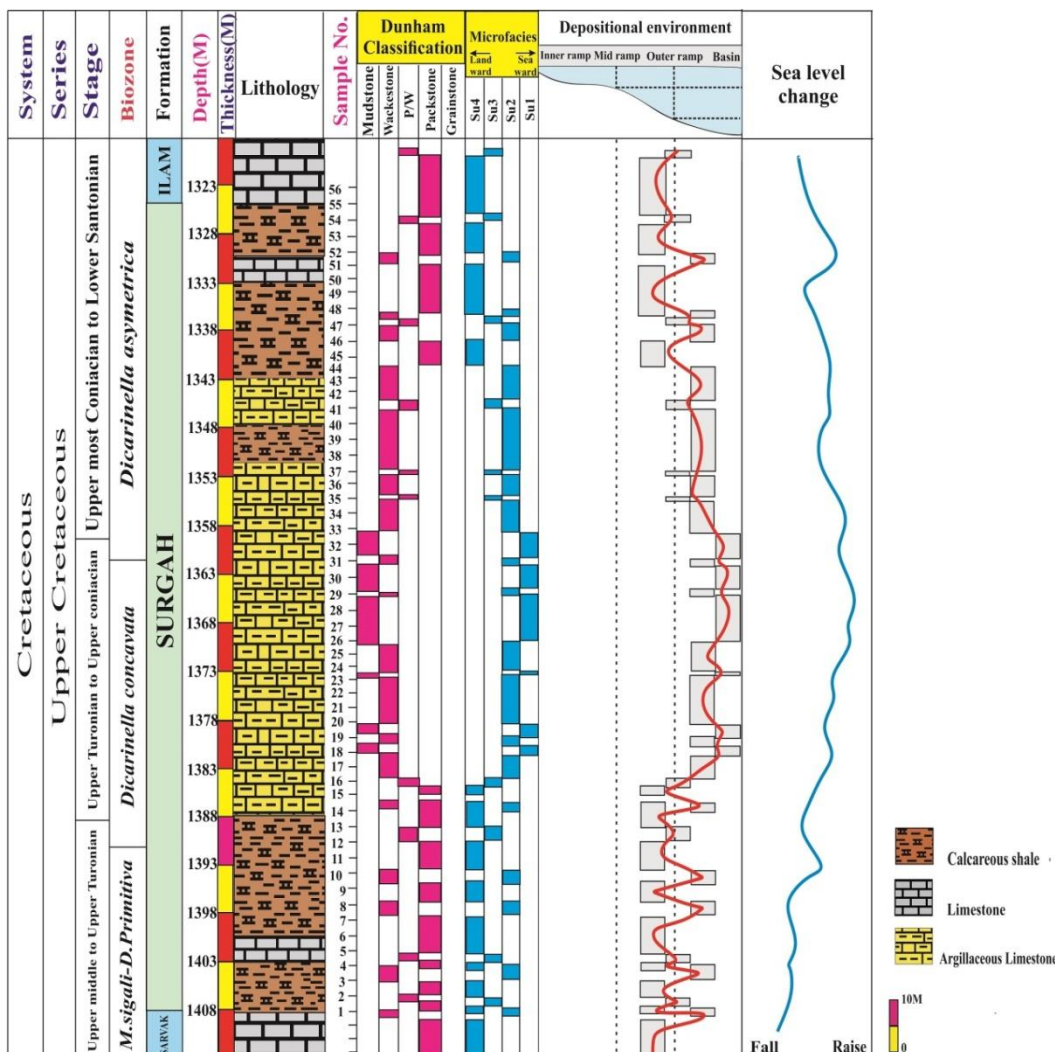 System
Series
Stage
Biozone
Formation
Depth(M)
Thickness(M)
Lithology
Sample No.
Dunham
Classification
Mudstone
Wackestone
P/W
Packstone
Grainstone
Microfacies
Land
ward
Sea
ward
Su4
Su3
Su2
Su1
Depositional environment
Inner ramp Mid ramp Outer ramp Basin
Sea level
change
Cretaceous
Upper Cretaceous
Upper most Coniacian to Lower Santonian
Upper Turonian to Upper coniacian
Upper middle to Upper Turonian
Dicarinella asymetrica
Dicarinella concavata
M.sigali-D.Primitiva
ILAM
SURGAH
SARVAK
1323
1328
1333
1338
1343
1348
1353
1358
1363
1368
1373
1378
1383
1388
1393
1398
1403
1408
56
55
54
53
52
51
50
49
48
47
46
45
44
43
42
41
40
39
38
37
36
35
34
33
32
31
30
29
28
27
26
25
24
23
22
21
20
19
18
17
16
15
14
13
12
11
10
9
8
7
6
5
4
3
2
1
Fall Raise
Calcareous shale
Limestone
Argillaceous Limestone
10M
0